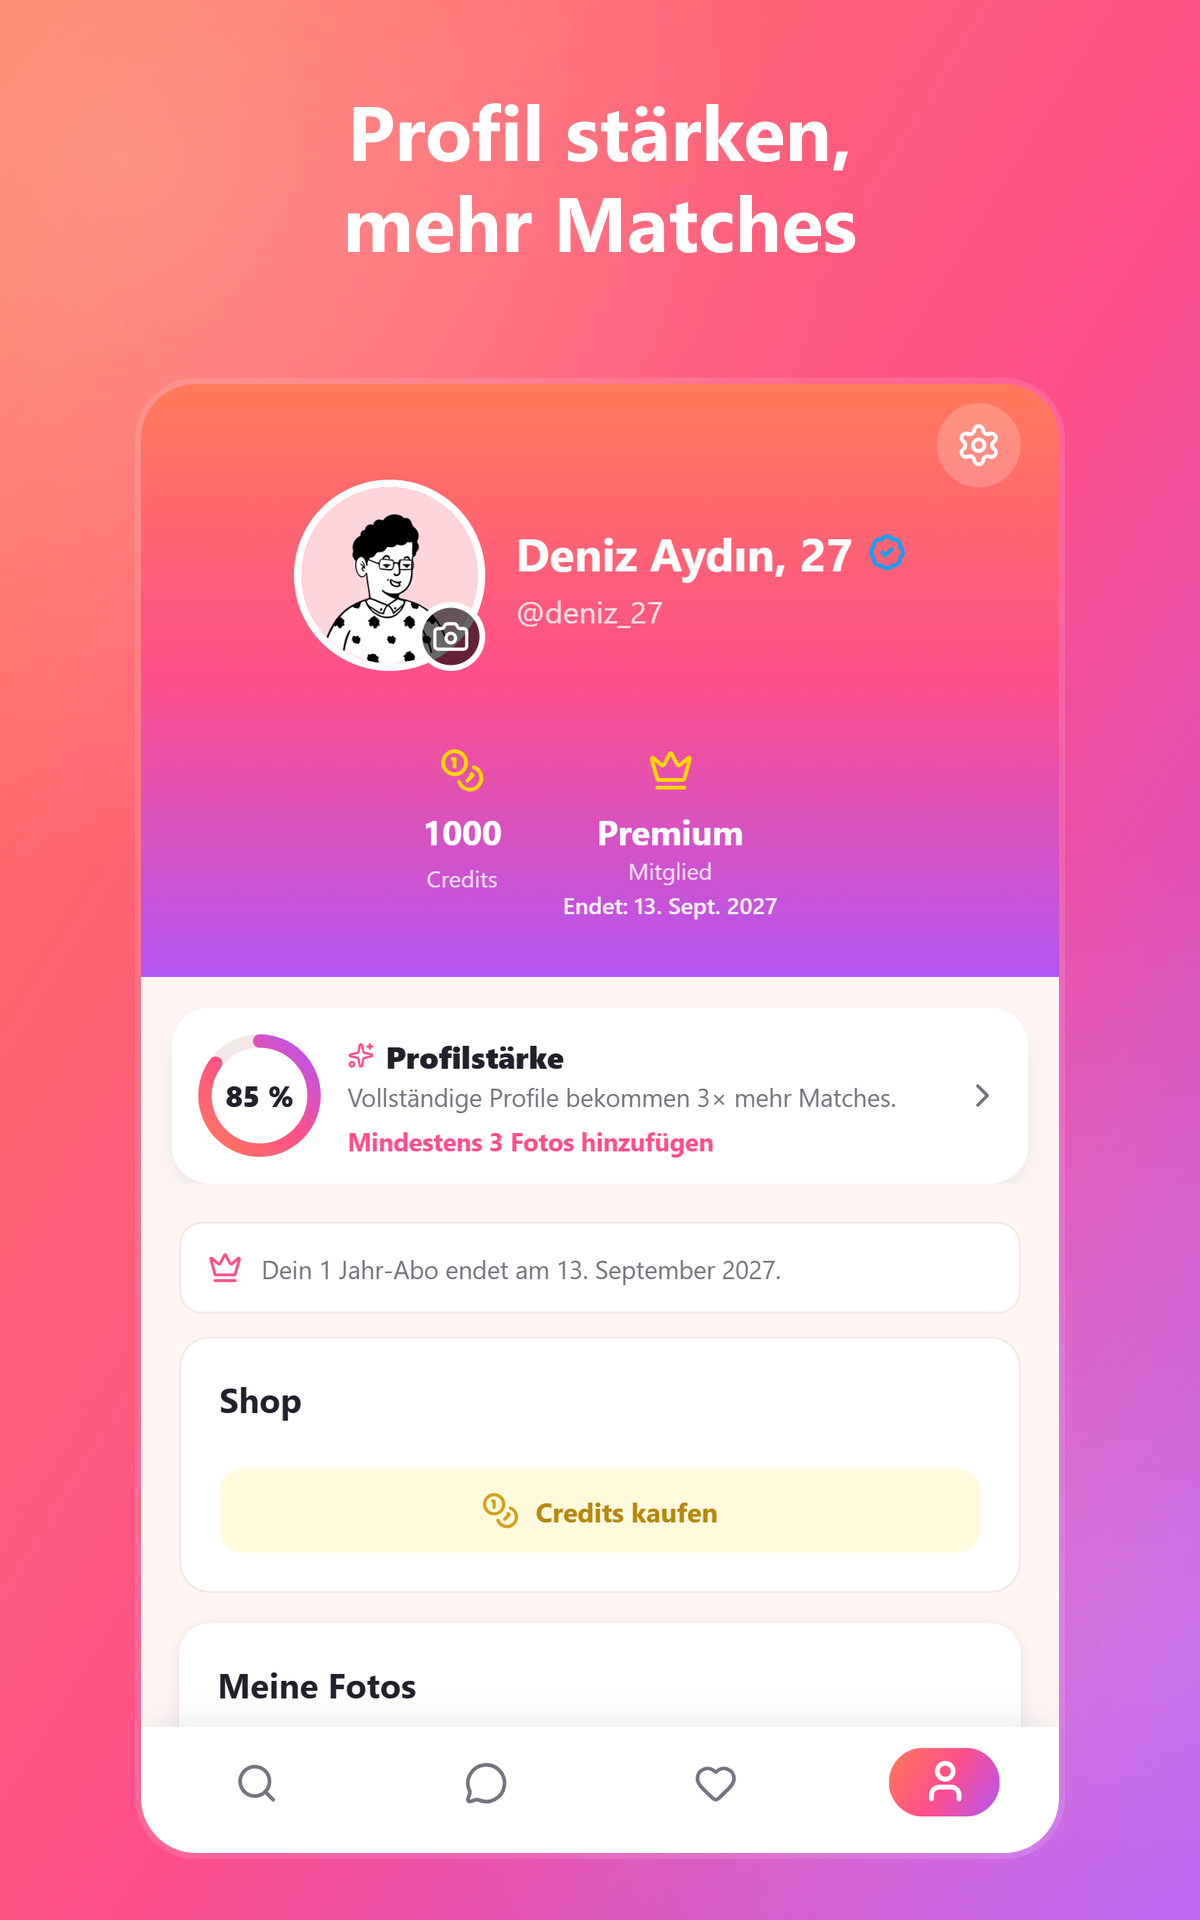 Profil stärken,
mehr Matches
Deniz Aydın, 27
@deniz_27
1000
Credits
Premium
Mitglied
Endet: 13. Sept. 2027
85 %
Profilstärke
Vollständige Profile bekommen 3× mehr Matches.
Mindestens 3 Fotos hinzufügen
Dein 1 Jahr-Abo endet am 13. September 2027.
Shop
Credits kaufen
Meine Fotos